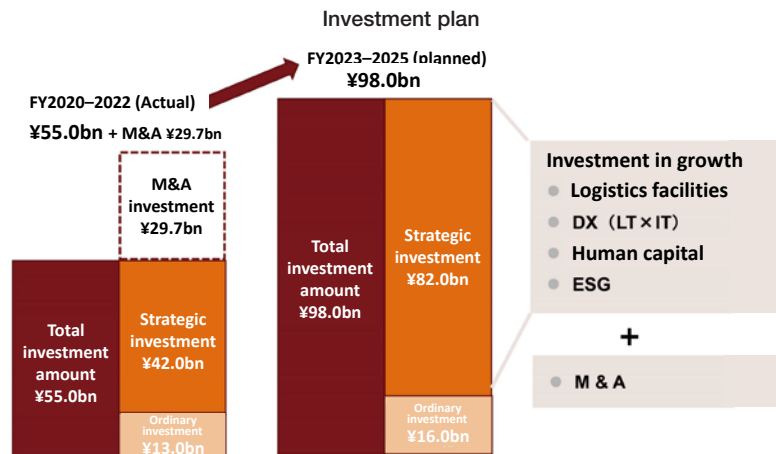 Investment plan
FY2023–2025 (planned)
¥98.0bn
FY2020–2022 (Actual)
¥55.0bn + M&A ¥29.7bn
M&A
investment
¥29.7bn
Total
investment
amount
¥55.0bn
Strategic
investment
¥42.0bn
Ordinary
investment
¥13.0bn
Total
investment
amount
¥98.0bn
Strategic
investment
¥82.0bn
Ordinary
investment
¥16.0bn
Investment in growth
Logistics facilities
DX（LT×IT）
Human capital
ESG
+
M & A